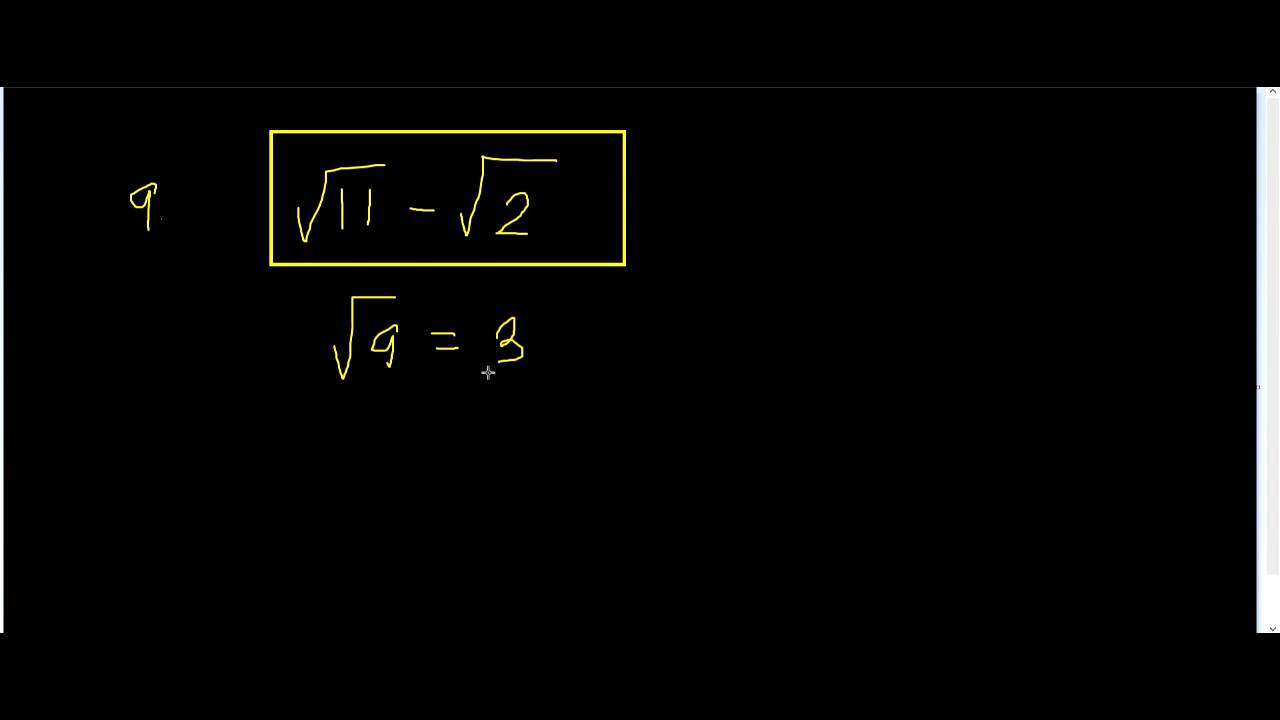 9
√11 - √2
√9 = 3